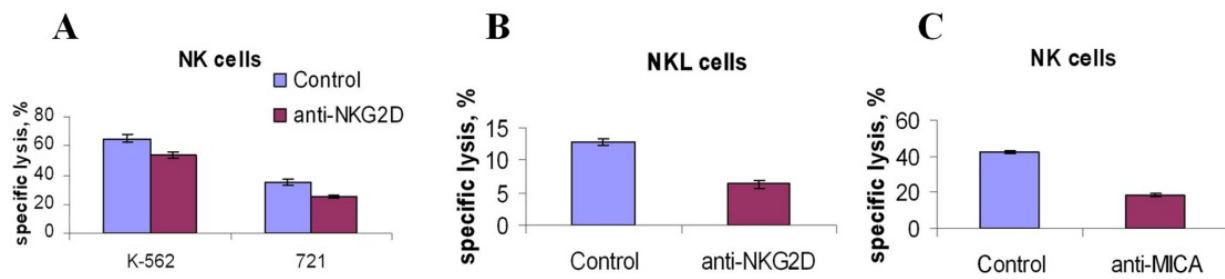 A
NK cells
Control
anti-NKG2D
specific lysis, %
80
60
40
20
0
K-562
721
B
NKL cells
specific lysis, %
15
10
5
0
Control
anti-NKG2D
C
NK cells
specific lysis, %
60
40
20
0
Control
anti-MICA